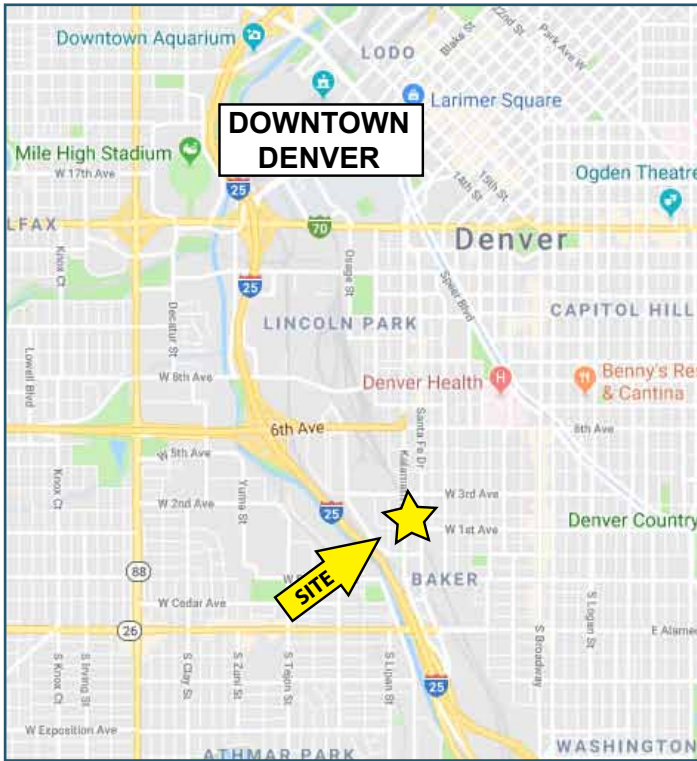 Downtown Aquarium
LODO
Blake St
Park Ave W
Larimer Square
DOWNTOWN
DENVER
Mile High Stadium
W 17th Ave
25
15th St
14th St
Ogden Theatre
LFAX
70
Denver
Knox Ct
Osage St
25
Speer Blvd
Decatur St
LINCOLN PARK
CAPITOL HILL
Lowell Blvd
W 8th Ave
Denver Health
H
Benny's Res
& Cantina
Santa Fe Dr
6th Ave
8th Ave
W 5th Ave
Knox Ct
Yuma St
W 3rd Ave
W 2nd Ave
25
W 1st Ave
Denver Country
88
SITE
BAKER
W Cedar Ave
26
S Logan St
S Broadway
E Alame
S Knox Ct
S Irving St
S Clay St
S Zuni St
S Tejon St
S Lipan St
25
W Exposition Ave
ATHMAR PARK
WASHINGTON